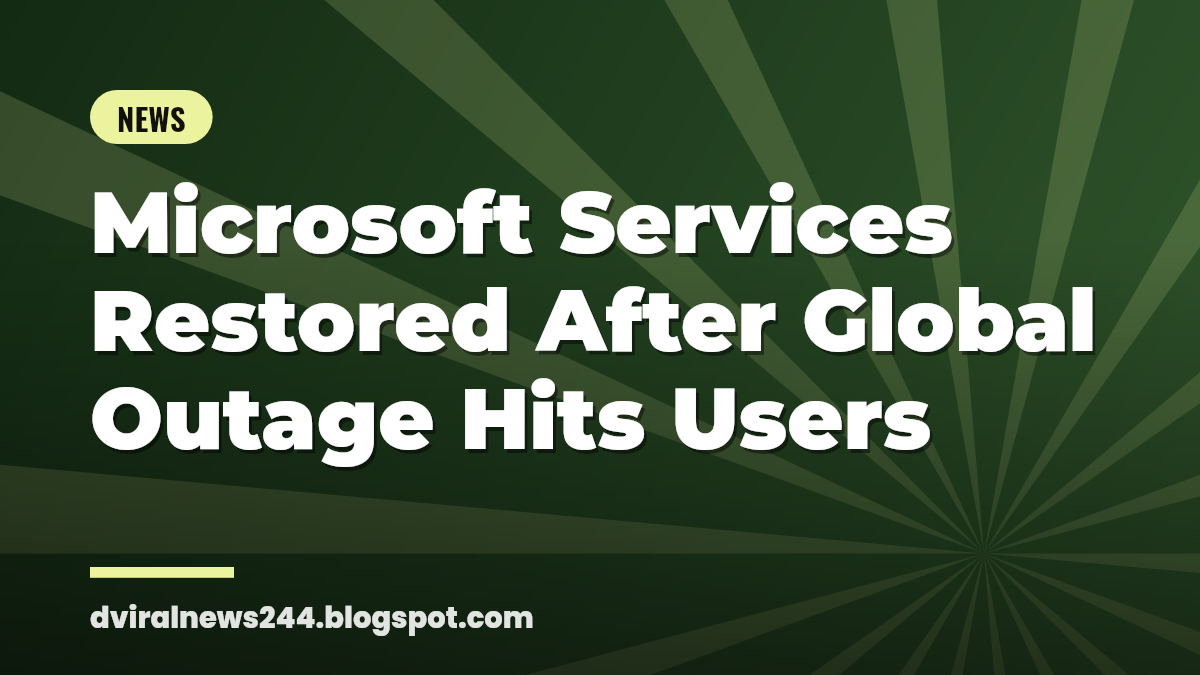 NEWS
Microsoft Services
Restored After Global
Outage Hits Users
dviralnews244.blogspot.com